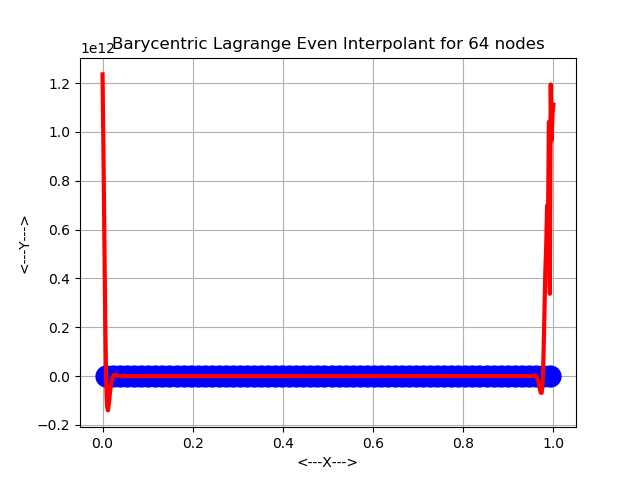 Barycentric Lagrange Even Interpolant for 64 nodes
1e12
1.2
1.0
0.8
0.6
0.4
0.2
0.0
−0.2
<---Y--->
0.0 0.2 0.4 0.6 0.8 1.0
<---X--->